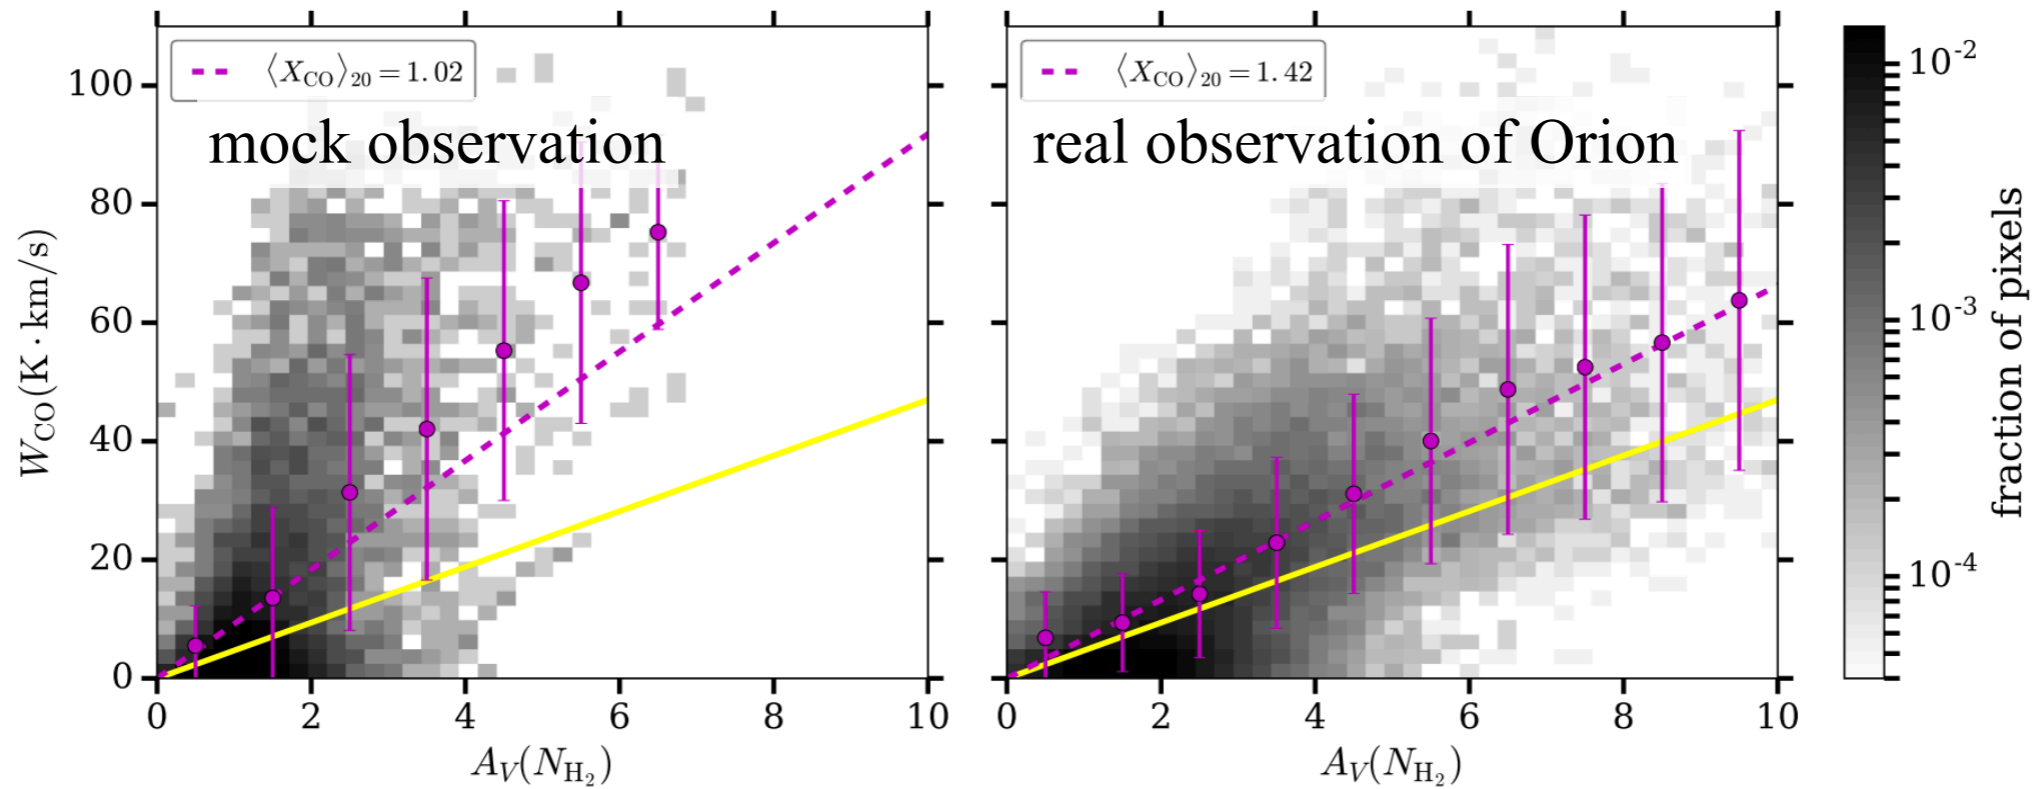 ⟨X_CO⟩_20 = 1.02
mock observation
100
80
60
40
20
0
W_CO(K · km/s)
0 2 4 6 8 10
A_V(N_H_2)
⟨X_CO⟩_20 = 1.42
real observation of Orion
0 2 4 6 8 10
A_V(N_H_2)
10^-2
10^-3
10^-4
fraction of pixels